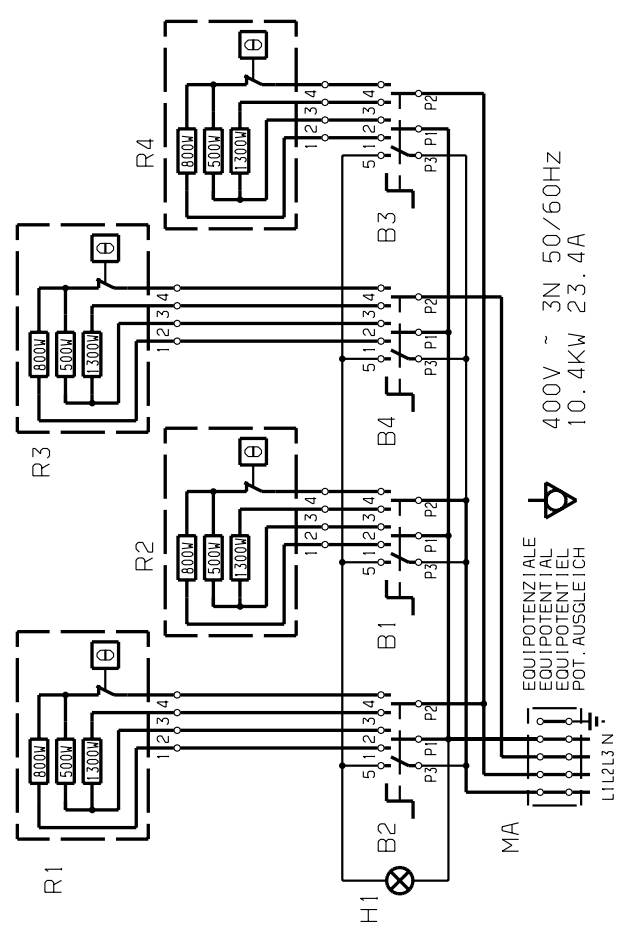 R1
800W
500W
1300W
θ
1 2 3 4
R2
800W
500W
1300W
θ
1 2 3 4
R3
800W
500W
1300W
θ
1 2 3 4
R4
800W
500W
1300W
θ
1 2 3 4
H1
B2
5 1 2 3 4
P3 P1 P2
B1
5 1 2 3 4
P3 P1 P2
B4
5 1 2 3 4
P3 P1 P2
B3
5 1 2 3 4
P3 P1 P2
MA
L1 L2 L3 N
EQUIPOTENZIALE
EQUIPOTENTIAL
EQUIPOTENTIEL
POT. AUSGLEICH
400V ~ 3N 50/60Hz
10.4KW 23.4A